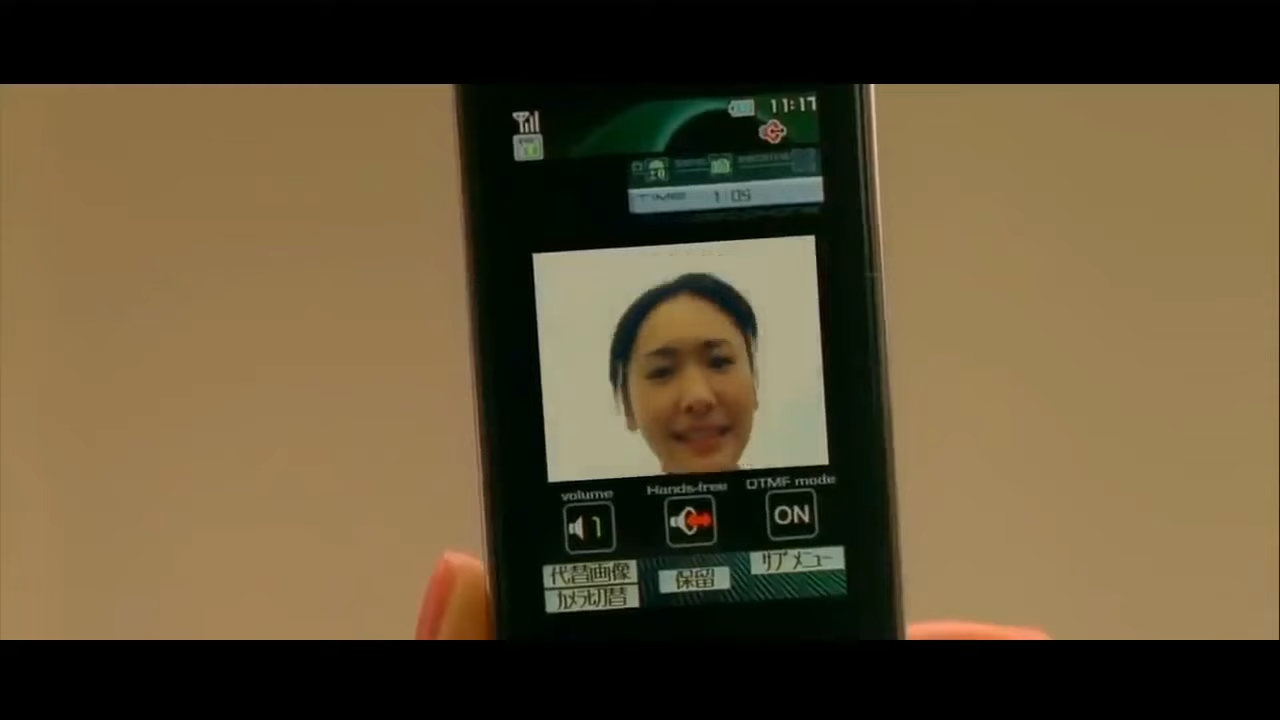 11:17
TIME 1 09
volume
Hands-free
DTMF mode
1
ON
代替画像
保留
ｻﾌﾞﾒﾆｭｰ
ｶﾒﾗ切替